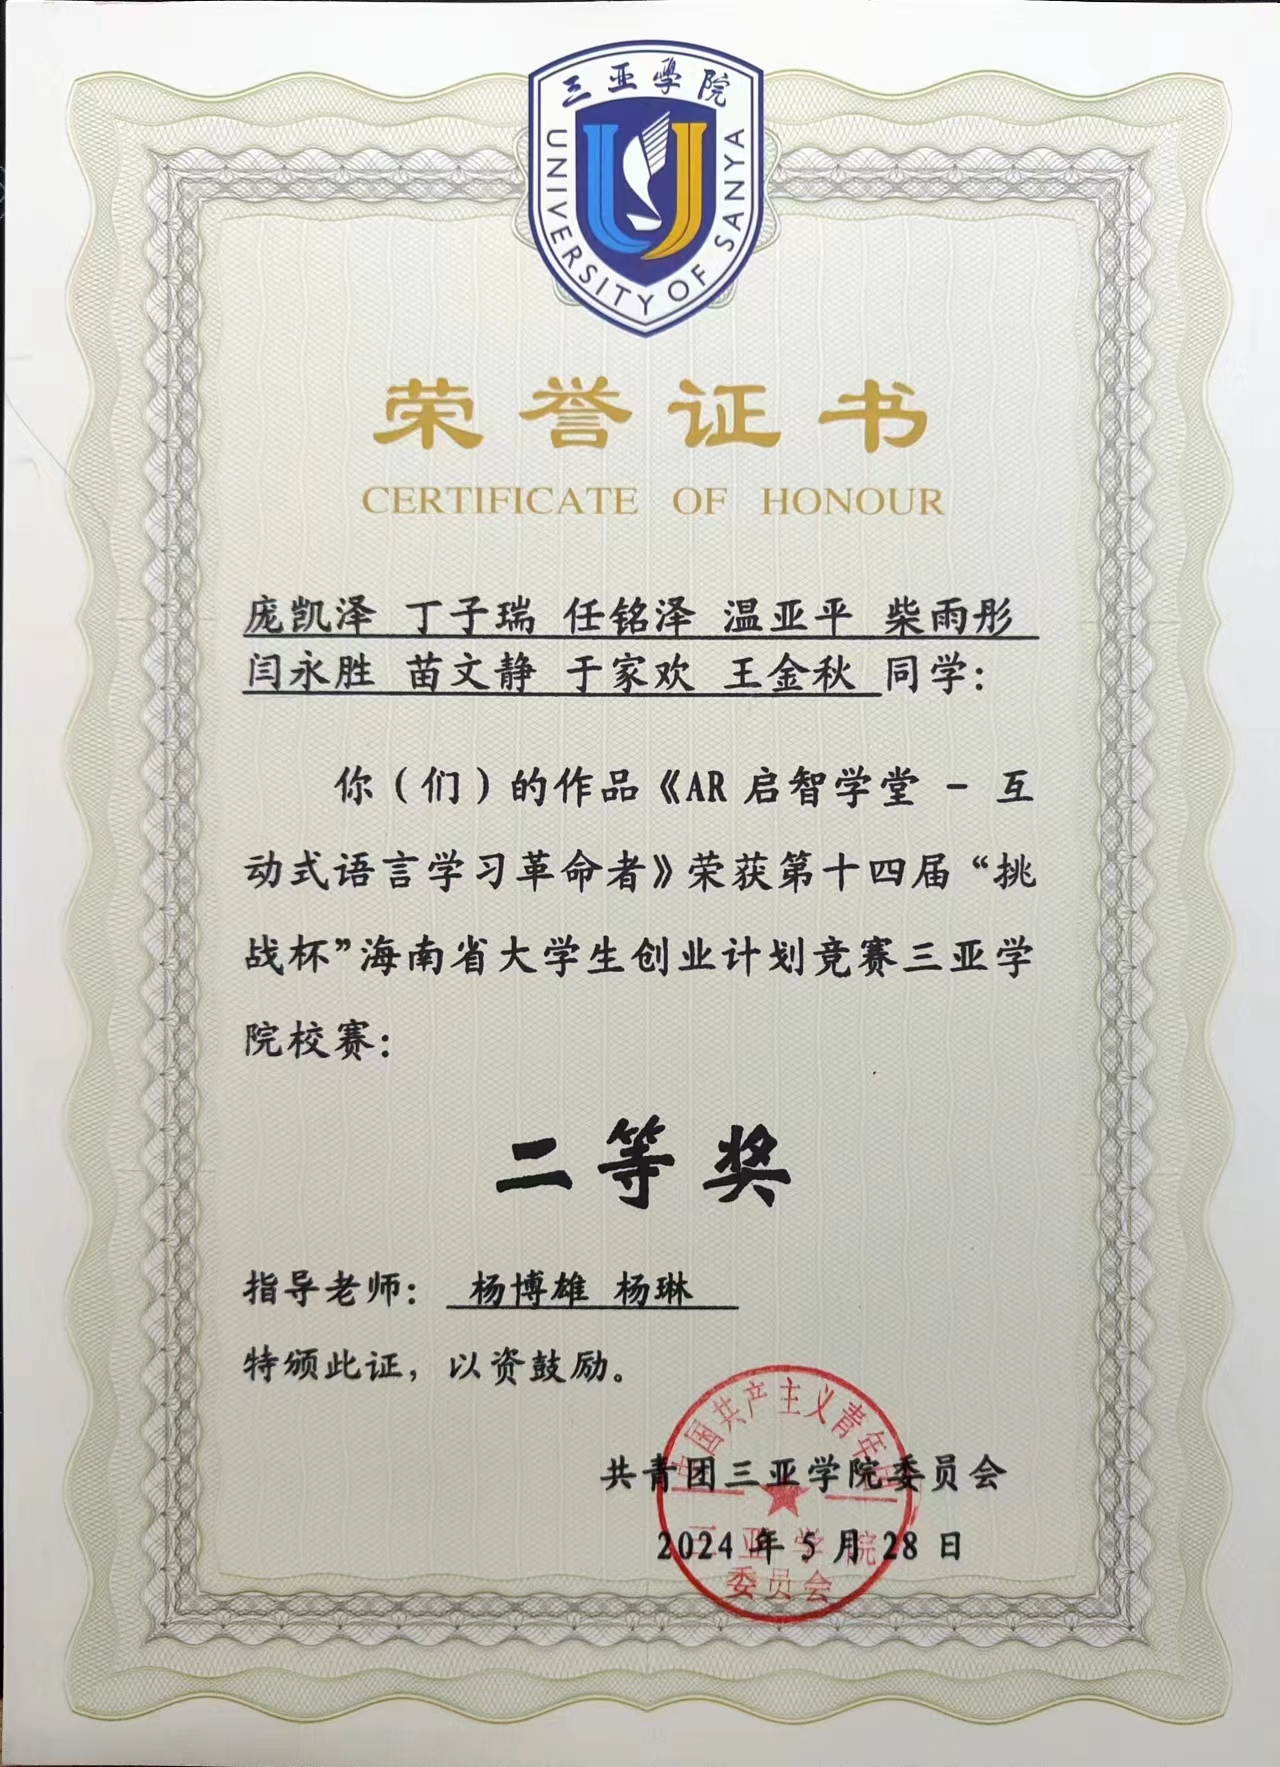 三亚學院
UNIVERSITY OF SANYA
荣誉证书
CERTIFICATE OF HONOUR
庞凯泽 丁子瑞 任铭泽 温亚平 柴雨彤
闫永胜 苗文静 于家欢 王金秋 同学：
你（们）的作品《AR 启智学堂 - 互
动式语言学习革命者》荣获第十四届“挑
战杯”海南省大学生创业计划竞赛三亚学
院校赛：
二等奖
指导老师： 杨博雄 杨琳
特颁此证，以资鼓励。
共青团三亚学院委员会
2024 年 5 月 28 日
中国共产主义青年团
三亚学院
委员会